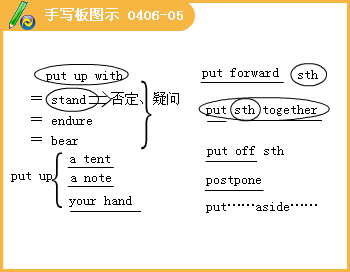 手写板图示 0406-05
put up with
= stand 否定、疑问
= endure
= bear
put up
a tent
a note
your hand
put forward sth
put sth together
put off sth
postpone
put……aside……